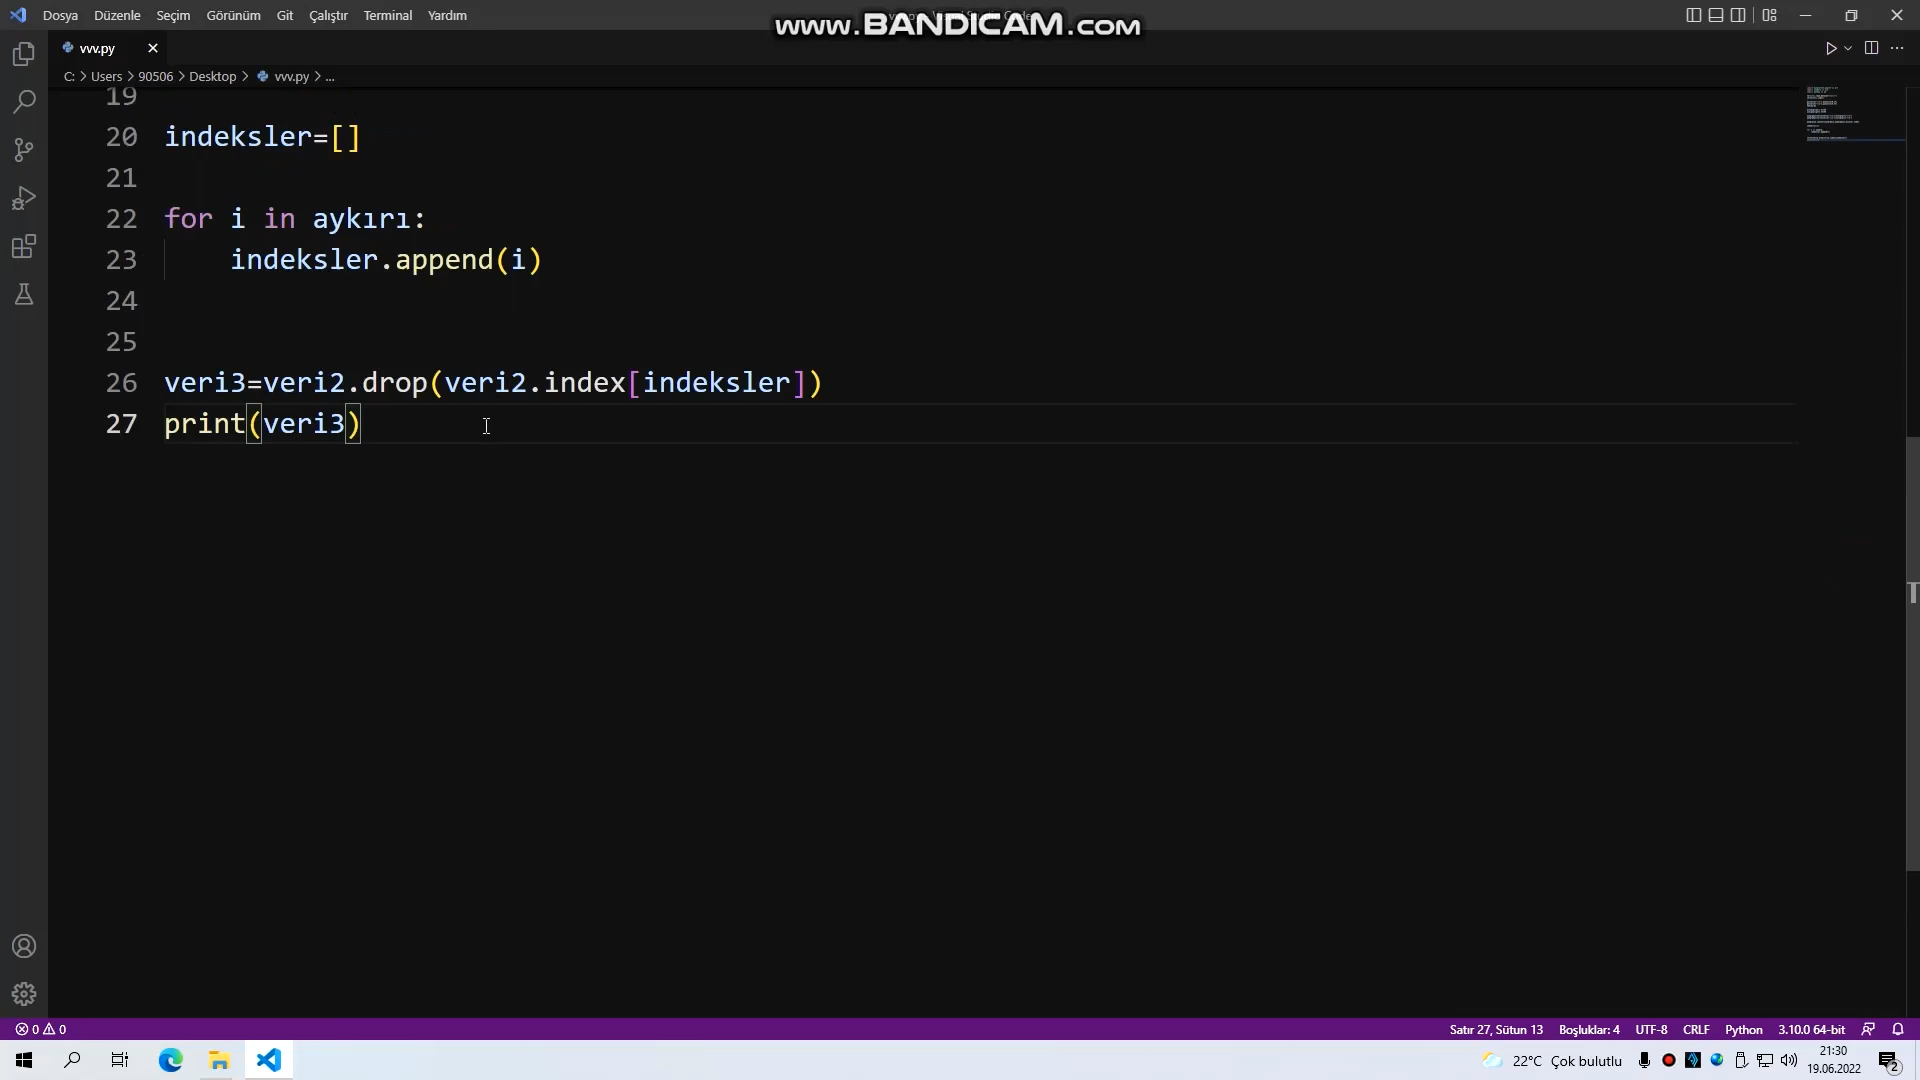 Dosya Düzenle Seçim Görünüm Git Çalıştır Terminal Yardım
www.BANDICAM.com
vvv.py
C: > Users > 90506 > Desktop > vvv.py > ...
19
20 indeksler=[]
21
22 for i in aykırı:
23 indeksler.append(i)
24
25
26 veri3=veri2.drop(veri2.index[indeksler])
27 print(veri3)
0 0 Satır 27, Sütun 13 Boşluklar: 4 UTF-8 CRLF Python 3.10.0 64-bit
22°C Çok bulutlu
21:30
19.06.2022
2